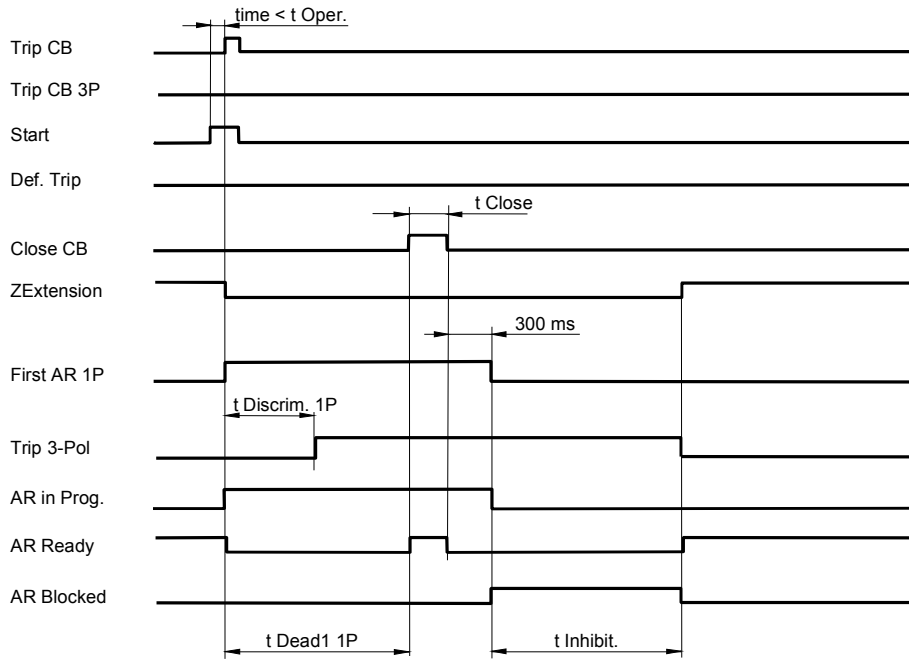 time < t Oper.
Trip CB
Trip CB 3P
Start
Def. Trip
t Close
Close CB
ZExtension
300 ms
First AR 1P
t Discrim. 1P
Trip 3-Pol
AR in Prog.
AR Ready
AR Blocked
t Dead1 1P
t Inhibit.